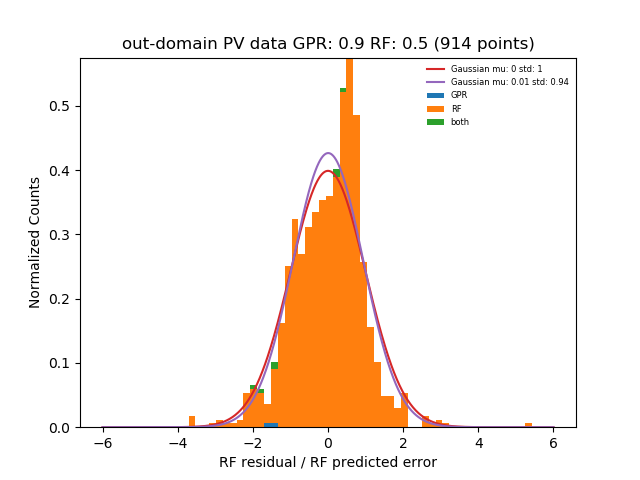 out-domain PV data GPR: 0.9 RF: 0.5 (914 points)
Gaussian mu: 0 std: 1
Gaussian mu: 0.01 std: 0.94
GPR
RF
both
Normalized Counts
0.5
0.4
0.3
0.2
0.1
0.0
−6
−4
−2
0
2
4
6
RF residual / RF predicted error